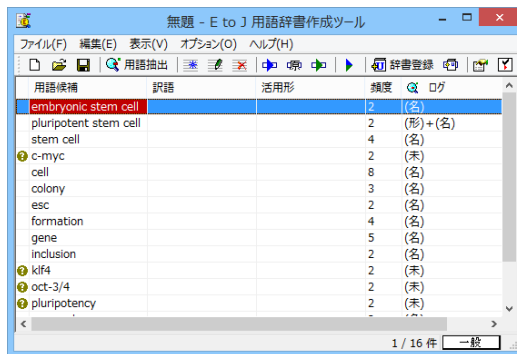 無題 - E to J 用語辞書作成ツール
ファイル(F) 編集(E) 表示(V) オプション(O) ヘルプ(H)
用語抽出 辞書登録
用語候補 訳語 活用形 頻度 ログ
embryonic stem cell 2 (名)
pluripotent stem cell 2 (形)+(名)
stem cell 4 (名)
c-myc 2 (未)
cell 8 (名)
colony 3 (名)
esc 2 (名)
formation 4 (名)
gene 5 (名)
inclusion 2 (名)
klf4 2 (未)
oct-3/4 2 (未)
pluripotency 2 (未)
1 / 16 件 一般